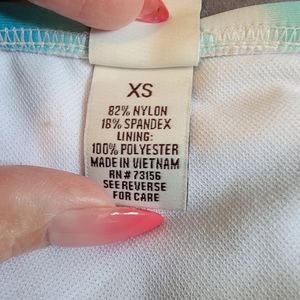 XS
82% NYLON
18% SPANDEX
LINING:
100% POLYESTER
MADE IN VIETNAM
RN # 73156
SEE REVERSE
FOR CARE